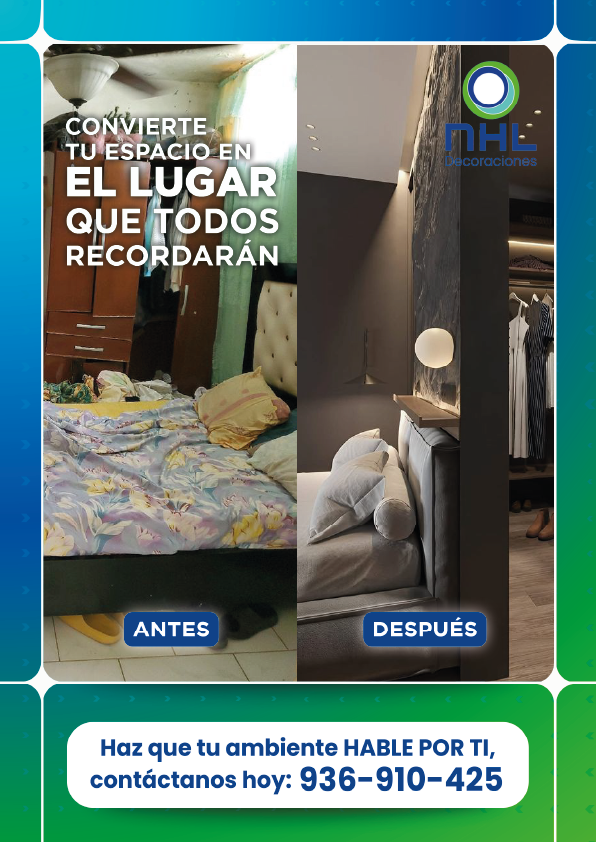 CONVIERTE
TU ESPACIO EN
EL LUGAR
QUE TODOS
RECORDARÁN
NHL
Decoraciones
ANTES
DESPUÉS
Haz que tu ambiente HABLE POR TI,
contáctanos hoy: 936-910-425